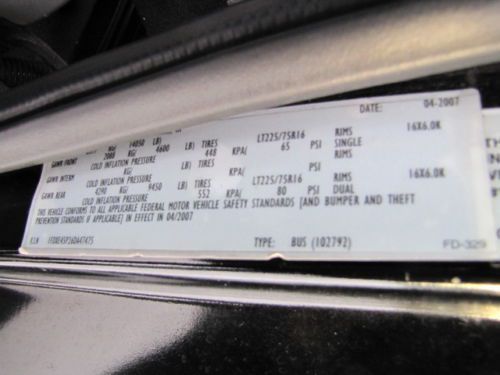 DATE: 04-2007
KG/ 14050 LB)
GAWR FRONT 2086 KG/ 4600 LB) TIRES LT225/75R16 RIMS 16X6.0K
COLD INFLATION PRESSURE 448 KPA/ 65 PSI SINGLE
GAWR INTERM KG/ LB) TIRES RIMS
COLD INFLATION PRESSURE KPA/ PSI
GAWR REAR 4290 KG/ 9450 LB) TIRES LT225/75R16 RIMS 16X6.0K
COLD INFLATION PRESSURE 552 KPA/ 80 PSI DUAL
THIS VEHICLE CONFORMS TO ALL APPLICABLE FEDERAL MOTOR VEHICLE SAFETY STANDARDS [AND BUMPER AND THEFT
PREVENTION STANDARDS IF APPLICABLE] IN EFFECT IN 04/2007
TYPE: BUS (102792)
FD-329